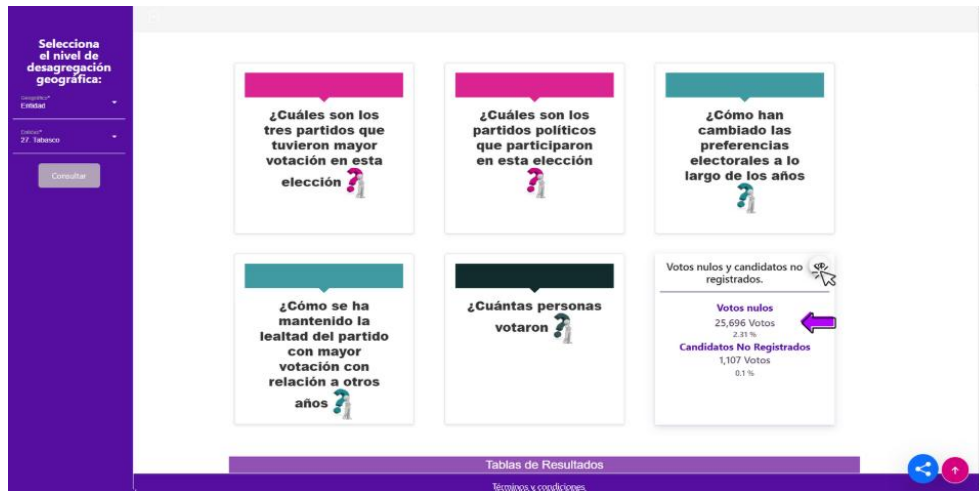 Selecciona
el nivel de
desagregación
geográfica:
Geográfica*
Entidad
Entidad*
27. Tabasco
Consultar
¿Cuáles son los
tres partidos que
tuvieron mayor
votación en esta
elección ?
¿Cuáles son los
partidos políticos
que participaron
en esta elección
?
¿Cómo han
cambiado las
preferencias
electorales a lo
largo de los años
?
¿Cómo se ha
mantenido la
lealtad del partido
con mayor
votación con
relación a otros
años ?
¿Cuántas personas
votaron ?
Votos nulos y candidatos no
registrados.
Votos nulos
25,696 Votos
2.31 %
Candidatos No Registrados
1,107 Votos
0.1 %
Tablas de Resultados
Términos y condiciones